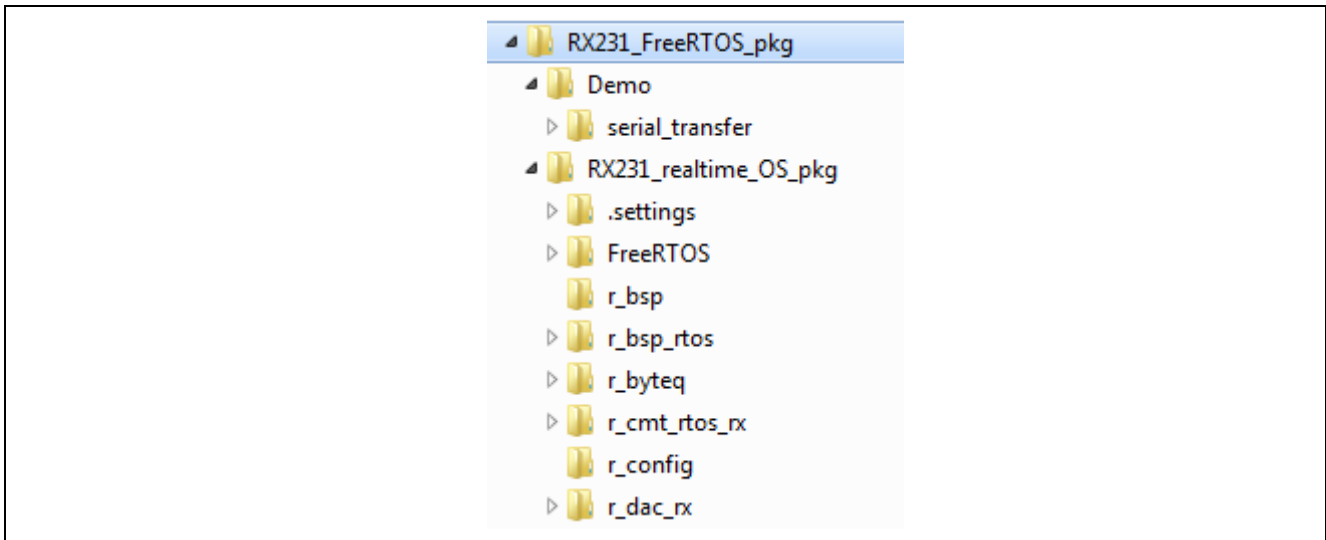 RX231_FreeRTOS_pkg
Demo
serial_transfer
RX231_realtime_OS_pkg
.settings
FreeRTOS
r_bsp
r_bsp_rtos
r_byteq
r_cmt_rtos_rx
r_config
r_dac_rx